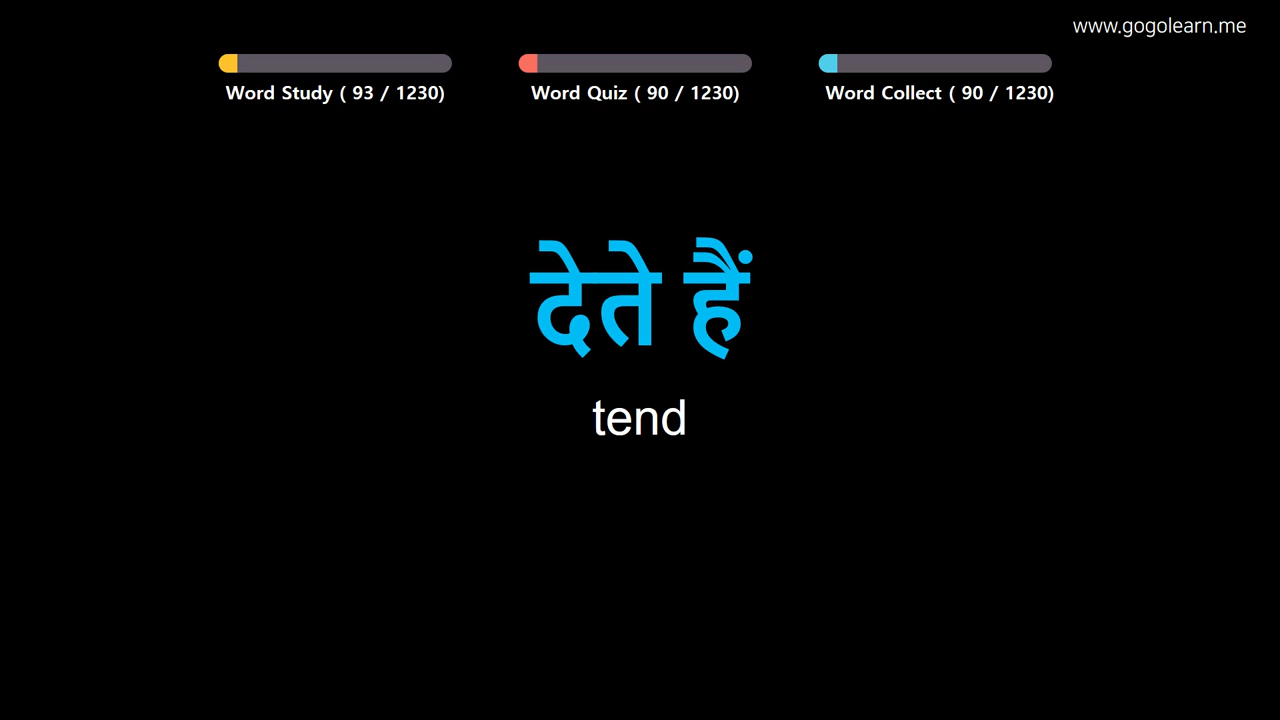 www.gogolearn.me
Word Study ( 93 / 1230)
Word Quiz ( 90 / 1230)
Word Collect ( 90 / 1230)
देते हैं
tend